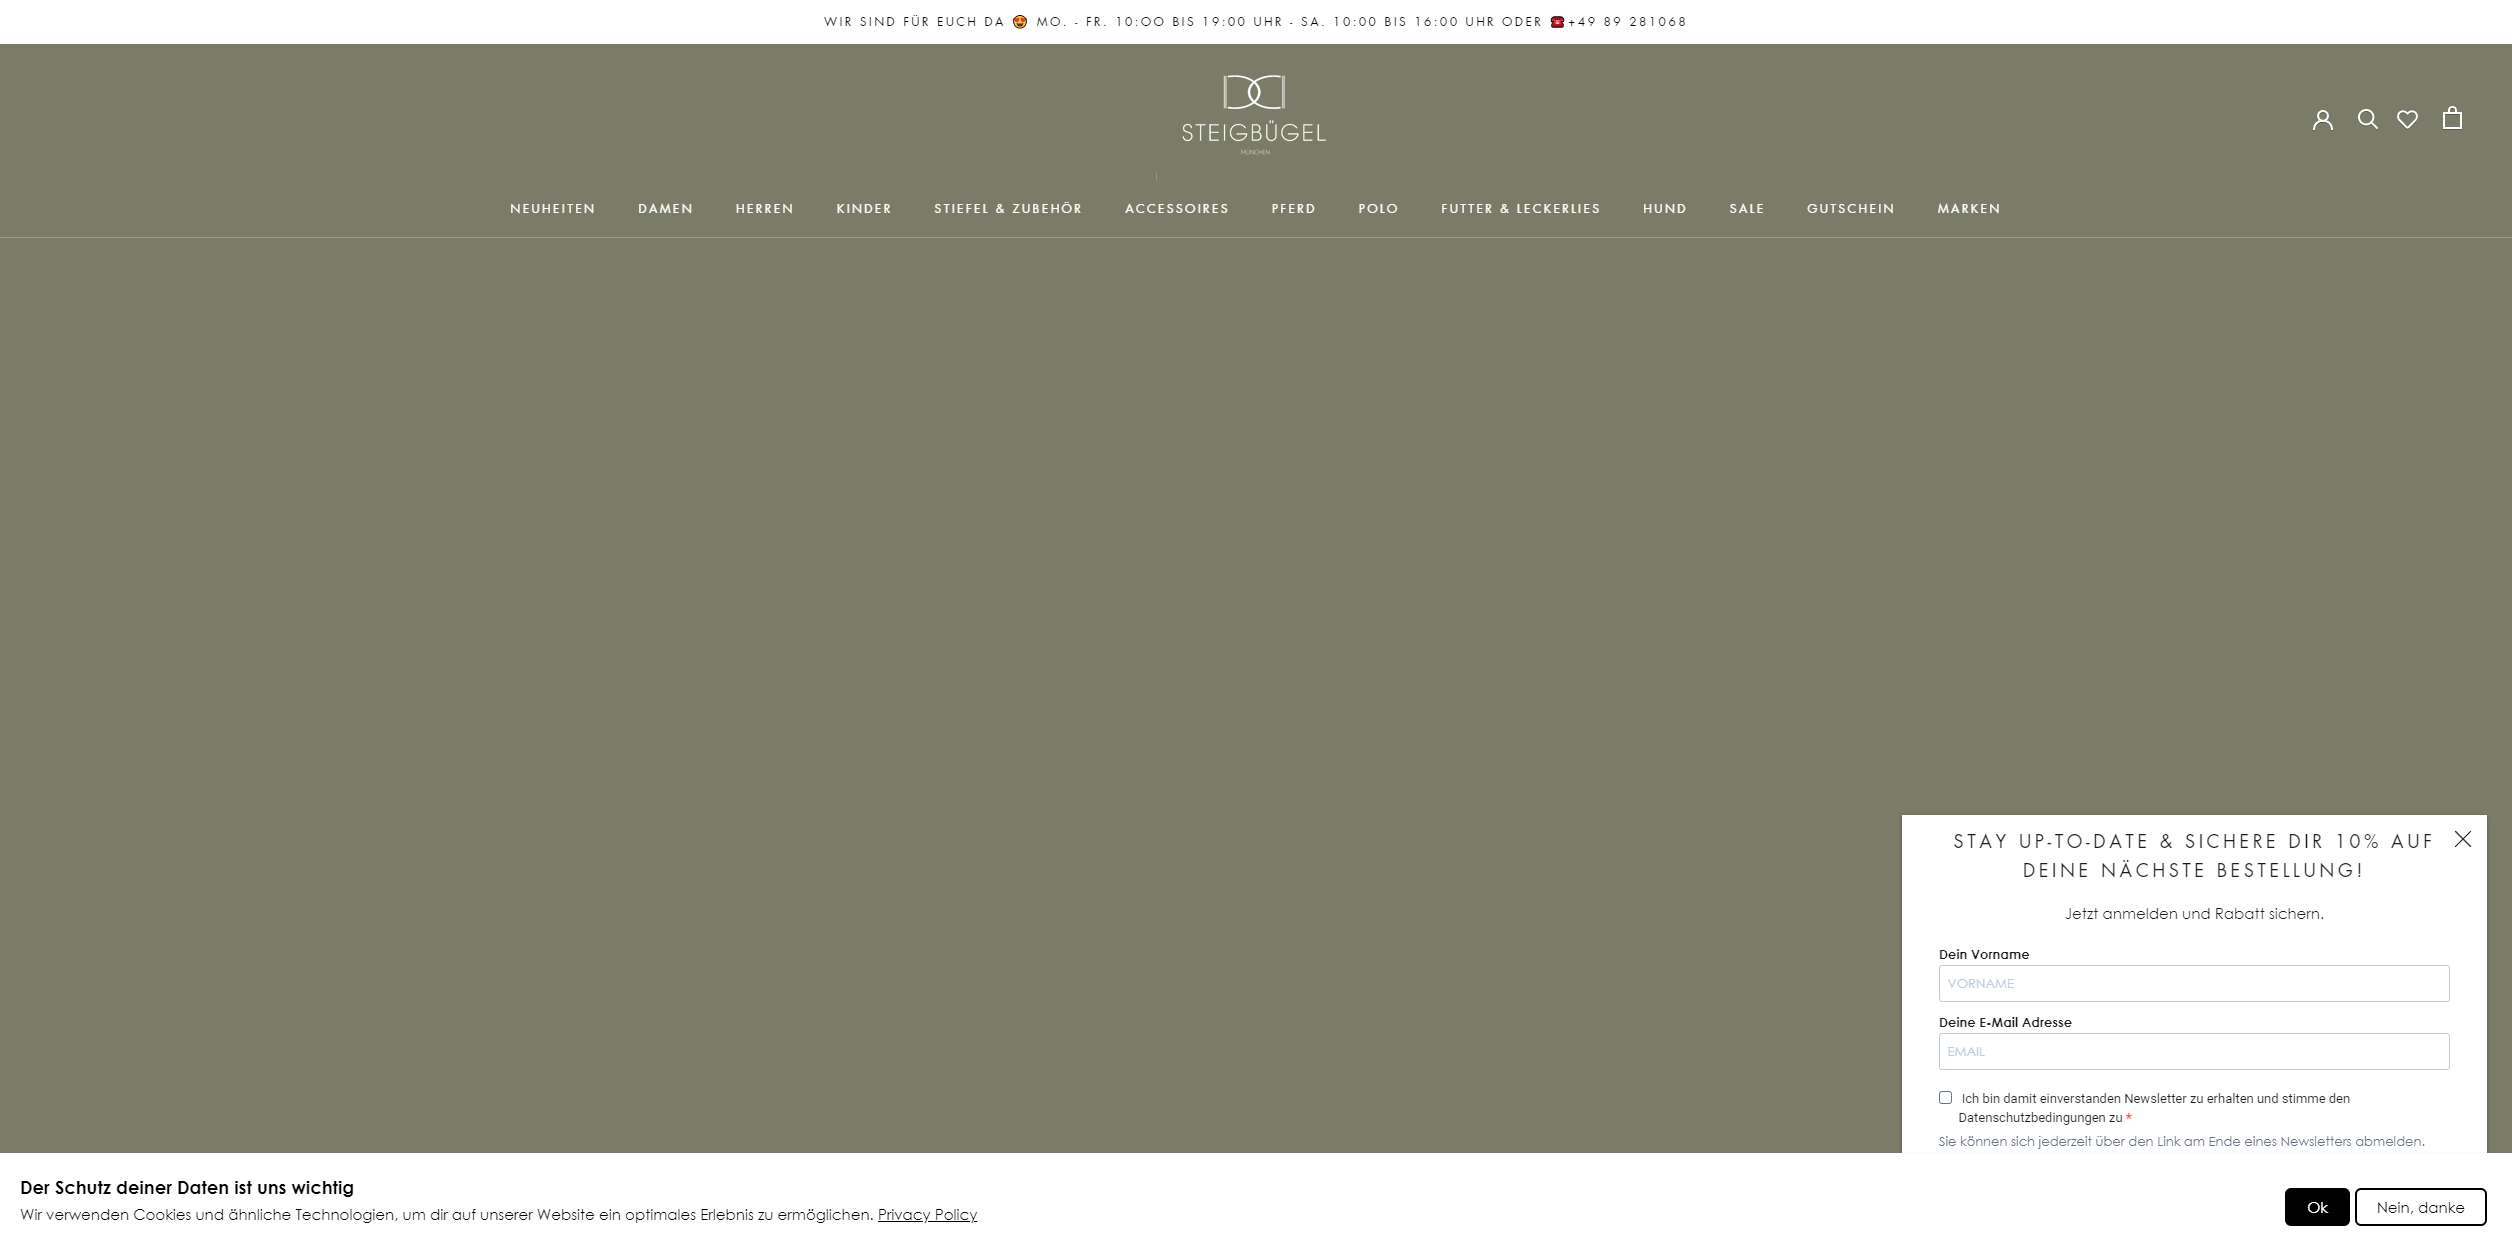 WIR SIND FÜR EUCH DA 🤩 MO. - FR. 10:OO BIS 19:00 UHR - SA. 10:00 BIS 16:00 UHR ODER ☎️+49 89 281068
STEIGBÜGEL
MÜNCHEN
NEUHEITEN DAMEN HERREN KINDER STIEFEL & ZUBEHÖR ACCESSOIRES PFERD POLO FUTTER & LECKERLIES HUND SALE GUTSCHEIN MARKEN
STAY UP-TO-DATE & SICHERE DIR 10% AUF
DEINE NÄCHSTE BESTELLUNG!
Jetzt anmelden und Rabatt sichern.
Dein Vorname
VORNAME
Deine E-Mail Adresse
EMAIL
Ich bin damit einverstanden Newsletter zu erhalten und stimme den
Datenschutzbedingungen zu *
Sie können sich jederzeit über den Link am Ende eines Newsletters abmelden.
Der Schutz deiner Daten ist uns wichtig
Wir verwenden Cookies und ähnliche Technologien, um dir auf unserer Website ein optimales Erlebnis zu ermöglichen. Privacy Policy
Ok Nein, danke